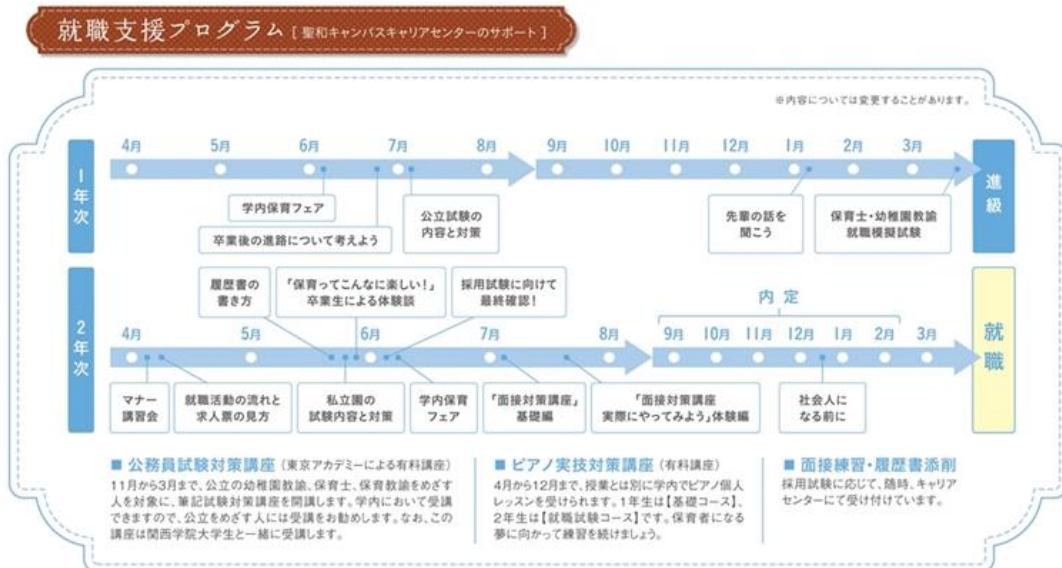 就職支援プログラム [ 聖和キャンパスキャリアセンターのサポート ]
※内容については変更することがあります。
1年次
4月 5月 6月 7月 8月 9月 10月 11月 12月 1月 2月 3月
進級
学内保育フェア
卒業後の進路について考えよう
公立試験の
内容と対策
先輩の話を
聞こう
保育士・幼稚園教諭
就職模擬試験
2年次
履歴書の
書き方
「保育ってこんなに楽しい!」
卒業生による体験談
採用試験に向けて
最終確認!
内定
4月 5月 6月 7月 8月 9月 10月 11月 12月 1月 2月 3月
就職
マナー
講習会
就職活動の流れと
求人票の見方
私立園の
試験内容と対策
学内保育
フェア
「面接対策講座」
基礎編
「面接対策講座
実際にやってみよう」体験編
社会人に
なる前に
■ 公務員試験対策講座 (東京アカデミーによる有料講座)
11月から3月まで、公立の幼稚園教諭、保育士、保育教諭をめざす
人を対象に、筆記試験対策講座を開講します。学内において受講
できますので、公立をめざす人には受講をお勧めします。なお、この
講座は関西学院大学生と一緒に受講します。
■ ピアノ実技対策講座 (有料講座)
4月から12月まで、授業とは別に学内でピアノ個人
レッスンを受けられます。1年生は【基礎コース】、
2年生は【就職試験コース】です。保育者になる
夢に向かって練習を続けましょう。
■ 面接練習・履歴書添削
採用試験に応じて、随時、キャリア
センターにて受け付けています。